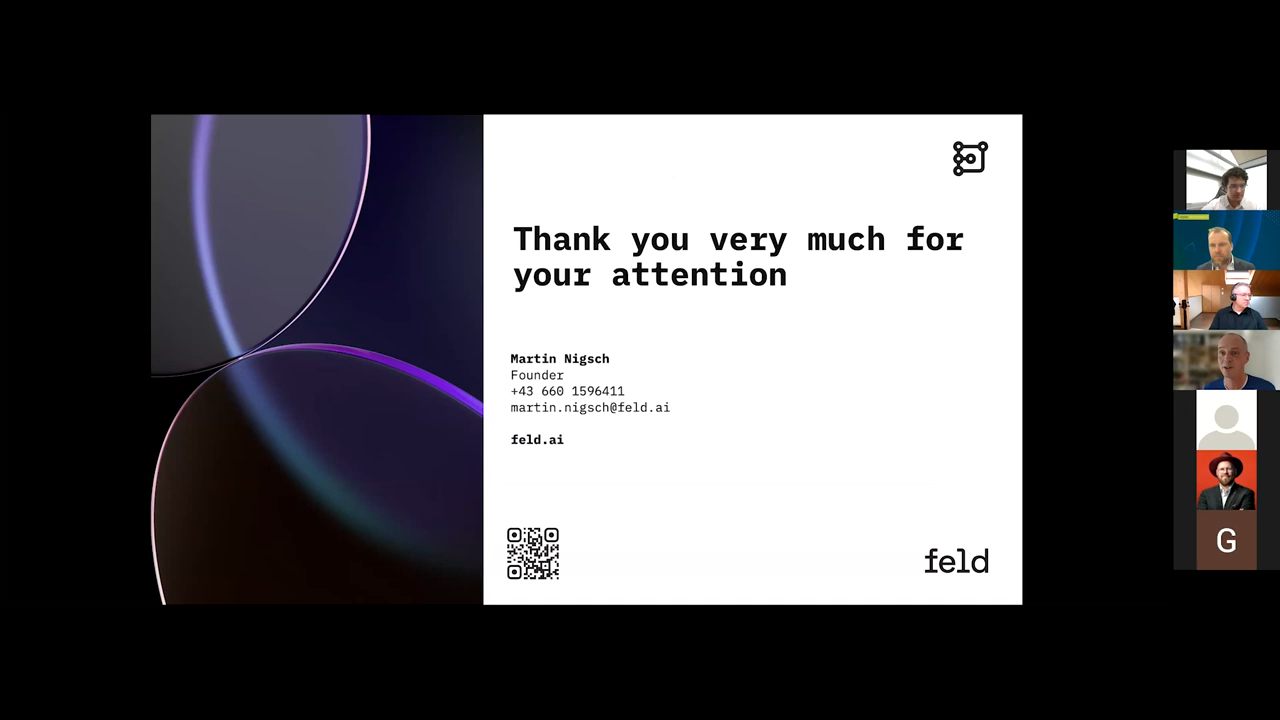 Thank you very much for
your attention
Martin Nigsch
Founder
+43 660 1596411
martin.nigsch@feld.ai
feld.ai
feld
G